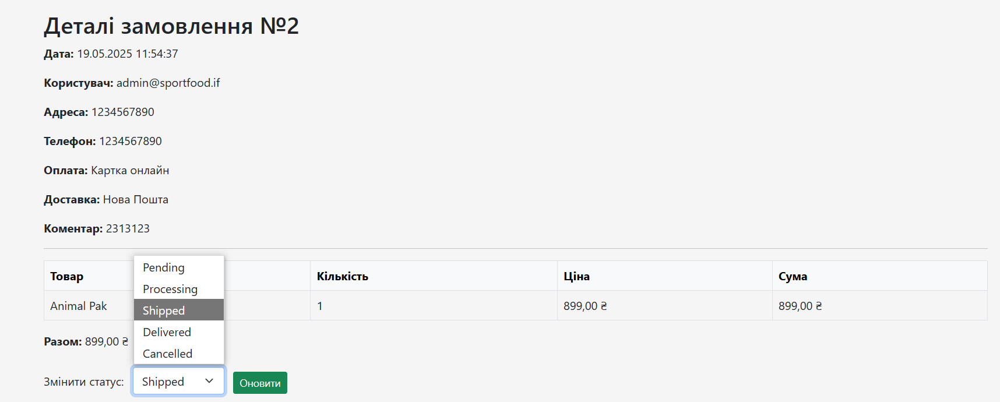 Деталі замовлення №2
Дата: 19.05.2025 11:54:37
Користувач: admin@sportfood.if
Адреса: 1234567890
Телефон: 1234567890
Оплата: Картка онлайн
Доставка: Нова Пошта
Коментар: 2313123
Товар Кількість Ціна Сума
Animal Pak 1 899,00 ₴ 899,00 ₴
Разом: 899,00 ₴
Pending
Processing
Shipped
Delivered
Cancelled
Змінити статус: Shipped Оновити